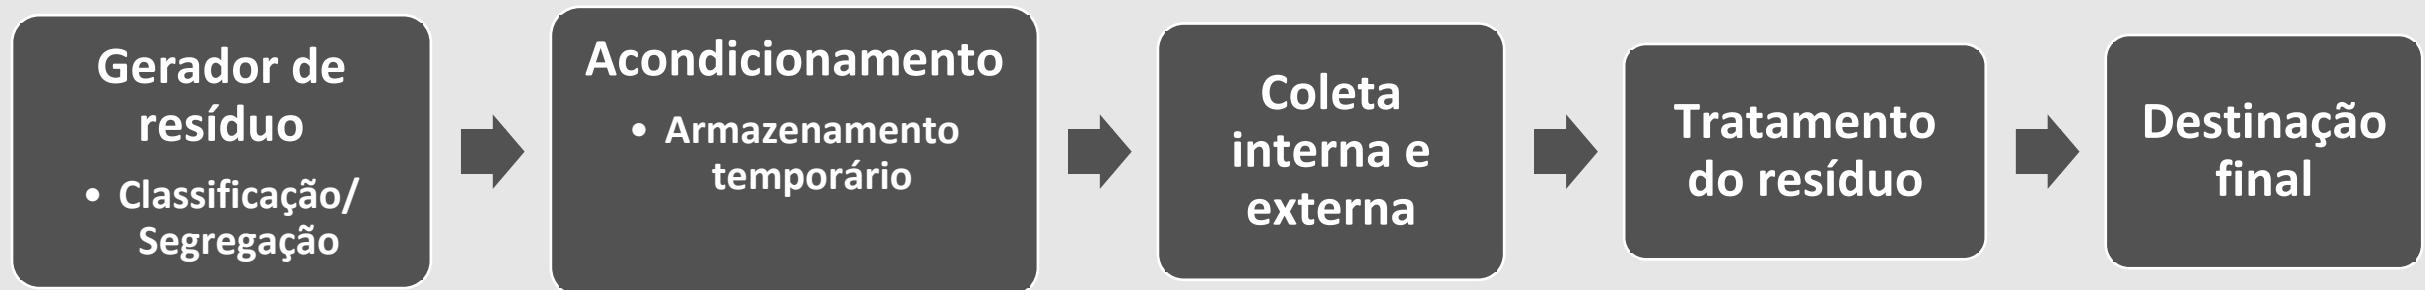 Gerador de
resíduo
• Classificação/
Segregação
Acondicionamento
• Armazenamento
temporário
Coleta
interna e
externa
Tratamento
do resíduo
Destinação
final